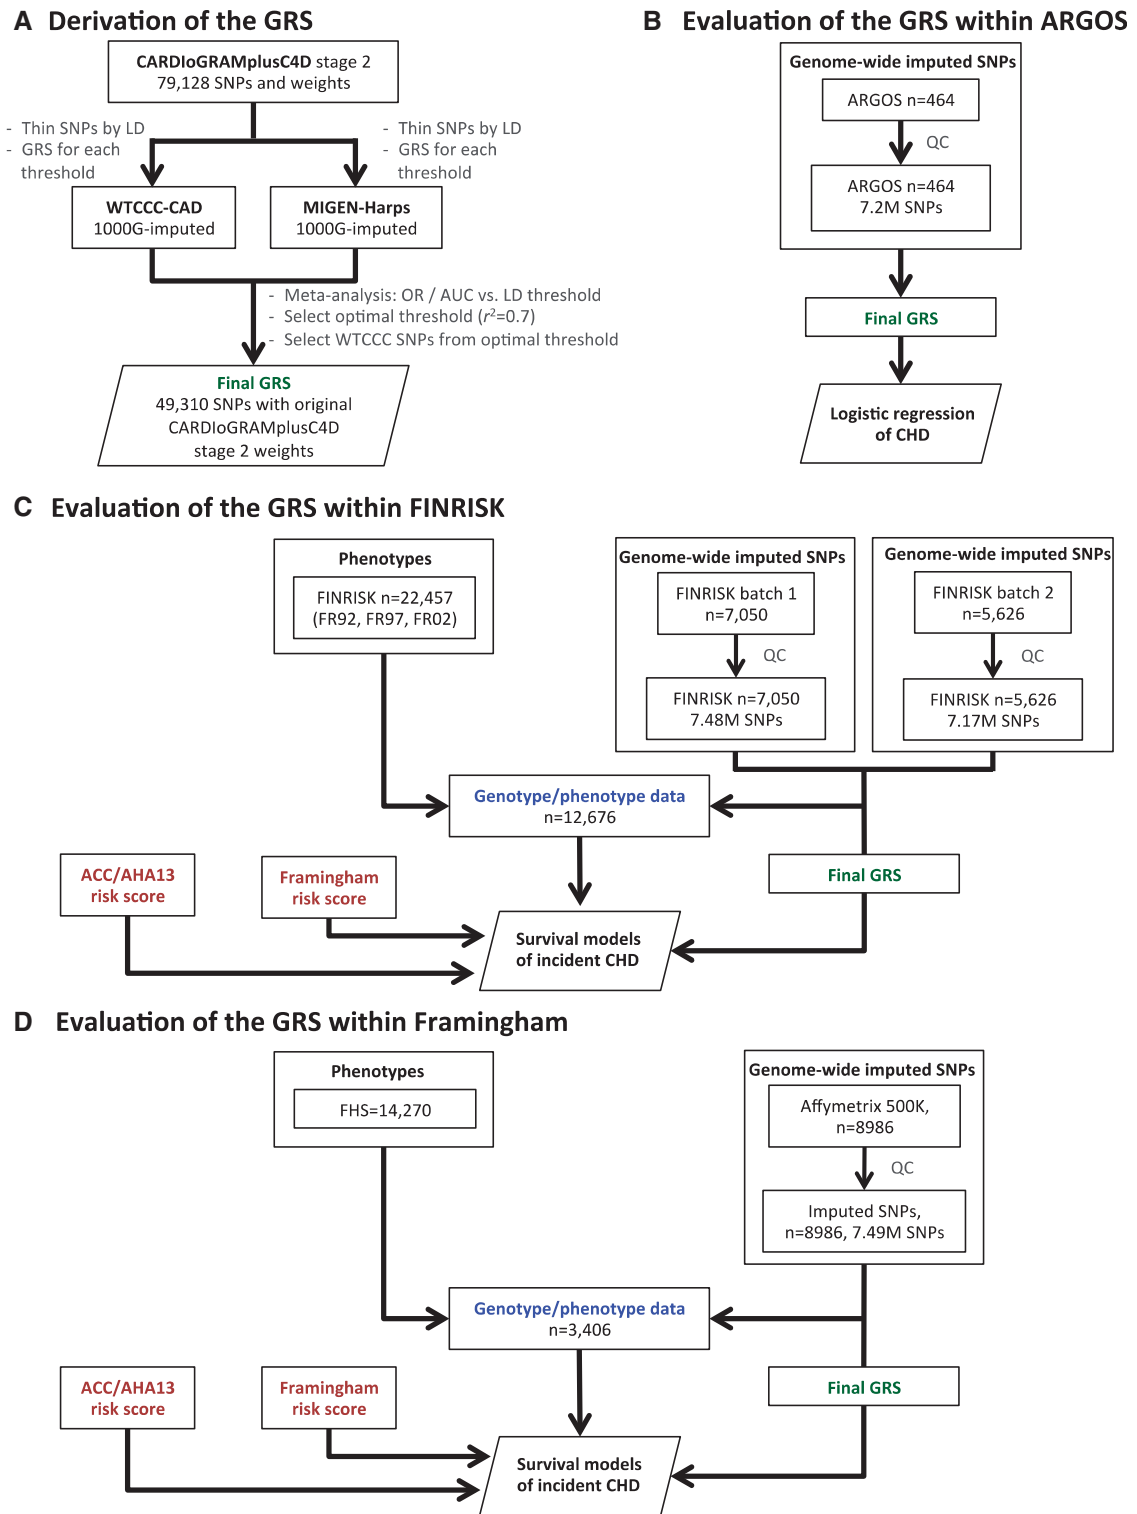 A Derivation of the GRS
CARDIoGRAMplusC4D stage 2
79,128 SNPs and weights
- Thin SNPs by LD
- GRS for each
threshold
- Thin SNPs by LD
- GRS for each
threshold
WTCCC-CAD
1000G-imputed
MIGEN-Harps
1000G-imputed
- Meta-analysis: OR / AUC vs. LD threshold
- Select optimal threshold (r²=0.7)
- Select WTCCC SNPs from optimal threshold
Final GRS
49,310 SNPs with original
CARDIoGRAMplusC4D
stage 2 weights
B Evaluation of the GRS within ARGOS
Genome-wide imputed SNPs
ARGOS n=464
QC
ARGOS n=464
7.2M SNPs
Final GRS
Logistic regression
of CHD
C Evaluation of the GRS within FINRISK
Phenotypes
FINRISK n=22,457
(FR92, FR97, FR02)
Genome-wide imputed SNPs
FINRISK batch 1
n=7,050
QC
FINRISK n=7,050
7.48M SNPs
Genome-wide imputed SNPs
FINRISK batch 2
n=5,626
QC
FINRISK n=5,626
7.17M SNPs
Genotype/phenotype data
n=12,676
ACC/AHA13
risk score
Framingham
risk score
Final GRS
Survival models
of incident CHD
D Evaluation of the GRS within Framingham
Phenotypes
FHS=14,270
Genome-wide imputed SNPs
Affymetrix 500K,
n=8986
QC
Imputed SNPs,
n=8986, 7.49M SNPs
Genotype/phenotype data
n=3,406
ACC/AHA13
risk score
Framingham
risk score
Final GRS
Survival models
of incident CHD